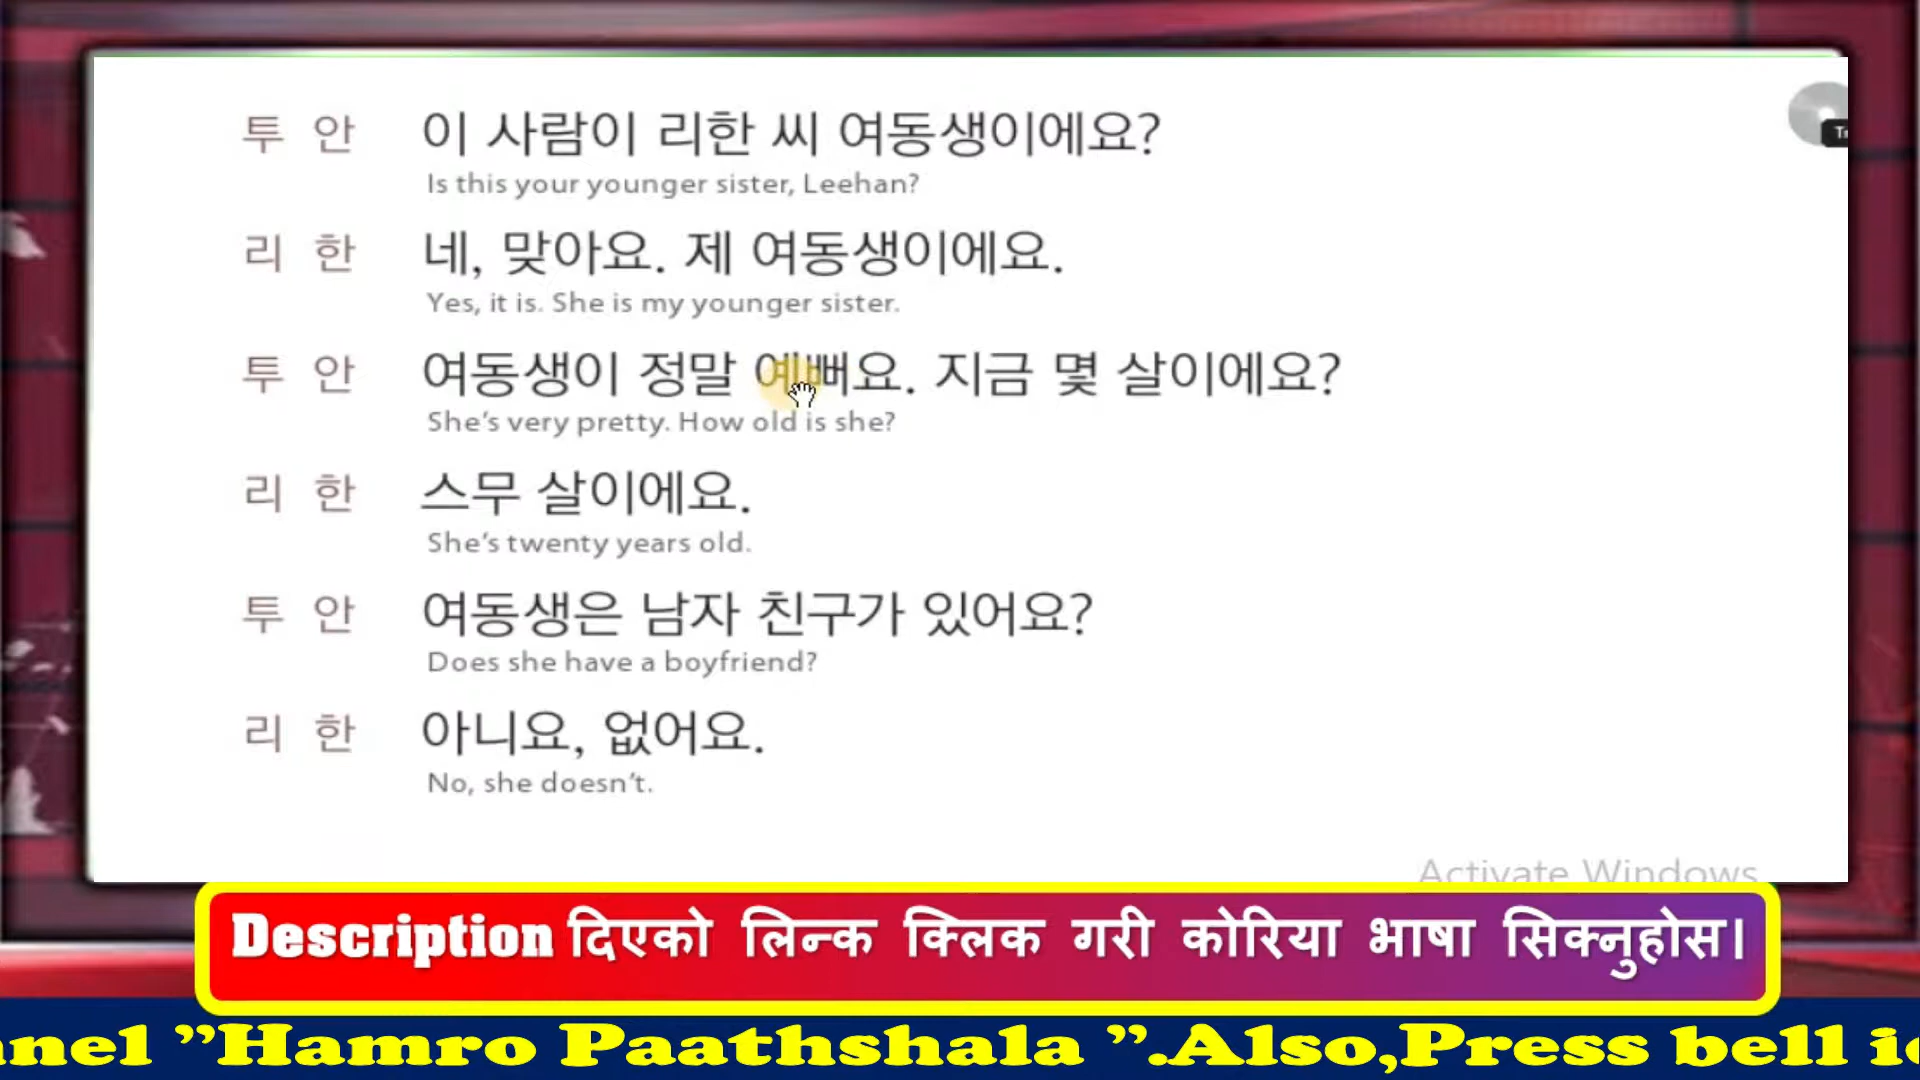 투 안 이 사람이 리한 씨 여동생이에요?
Is this your younger sister, Leehan?
리 한 네, 맞아요. 제 여동생이에요.
Yes, it is. She is my younger sister.
투 안 여동생이 정말 예뻐요. 지금 몇 살이에요?
She's very pretty. How old is she?
리 한 스무 살이에요.
She's twenty years old.
투 안 여동생은 남자 친구가 있어요?
Does she have a boyfriend?
리 한 아니요, 없어요.
No, she doesn't.
Activate Windows
Description दिएको लिन्क क्लिक गरी कोरिया भाषा सिक्नुहोस।
"Hamro Paathshala ".Also,Press bell